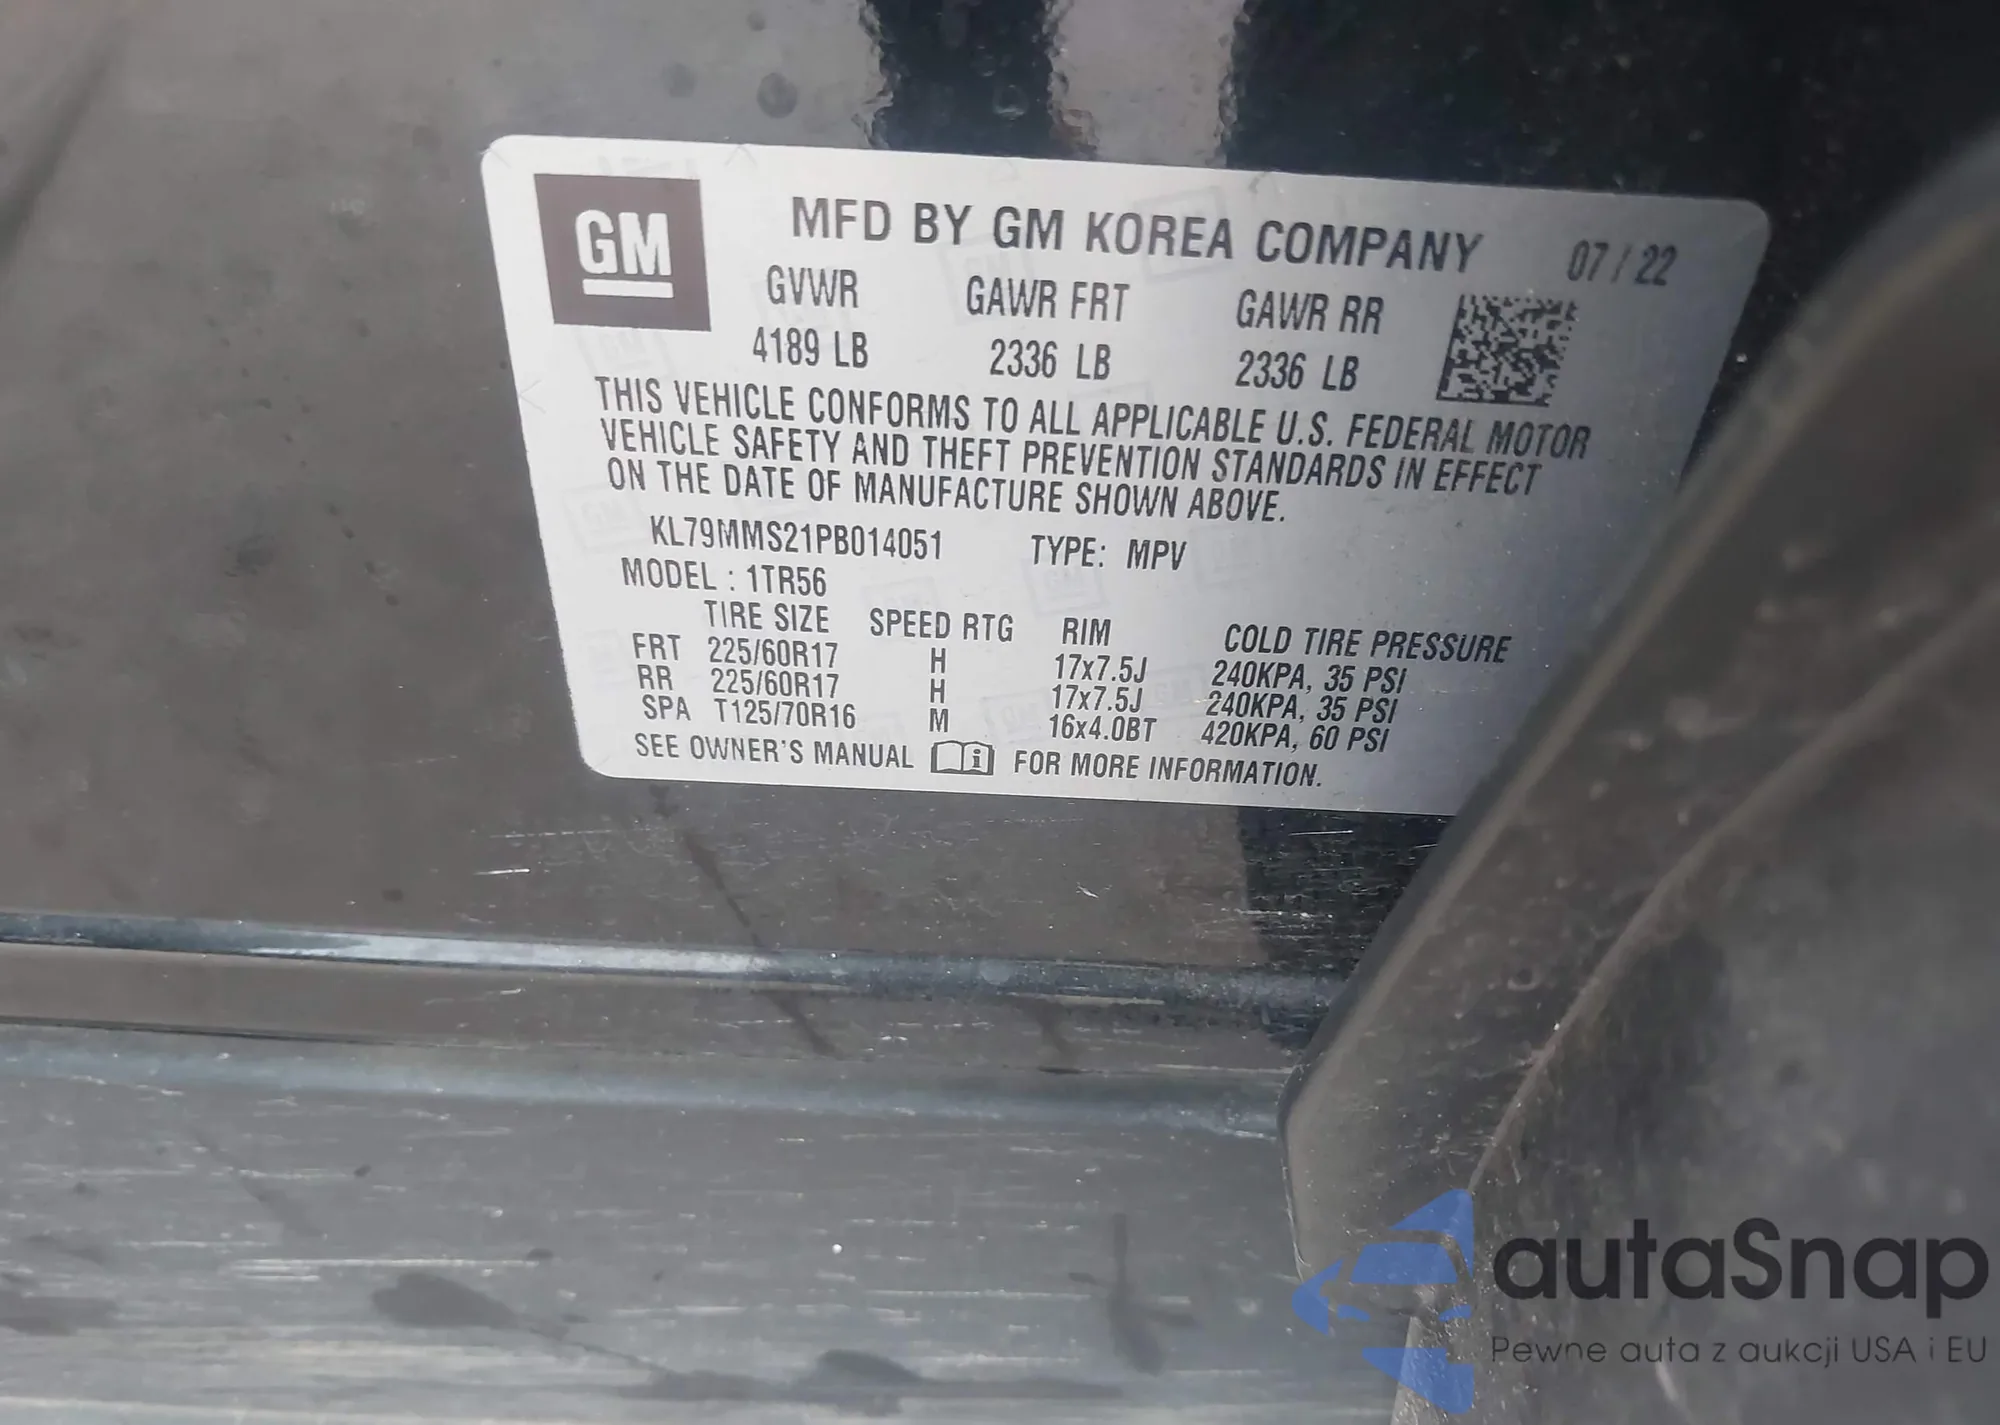 GM
MFD BY GM KOREA COMPANY 07 / 22
GVWR GAWR FRT GAWR RR
4189 LB 2336 LB 2336 LB
THIS VEHICLE CONFORMS TO ALL APPLICABLE U.S. FEDERAL MOTOR
VEHICLE SAFETY AND THEFT PREVENTION STANDARDS IN EFFECT
ON THE DATE OF MANUFACTURE SHOWN ABOVE.
KL79MMS21PB014051 TYPE: MPV
MODEL : 1TR56
TIRE SIZE SPEED RTG RIM COLD TIRE PRESSURE
FRT 225/60R17 H 17x7.5J 240KPA, 35 PSI
RR 225/60R17 H 17x7.5J 240KPA, 35 PSI
SPA T125/70R16 M 16x4.0BT 420KPA, 60 PSI
SEE OWNER'S MANUAL FOR MORE INFORMATION.
autaSnap
Pewne auta z aukcji USA i EU